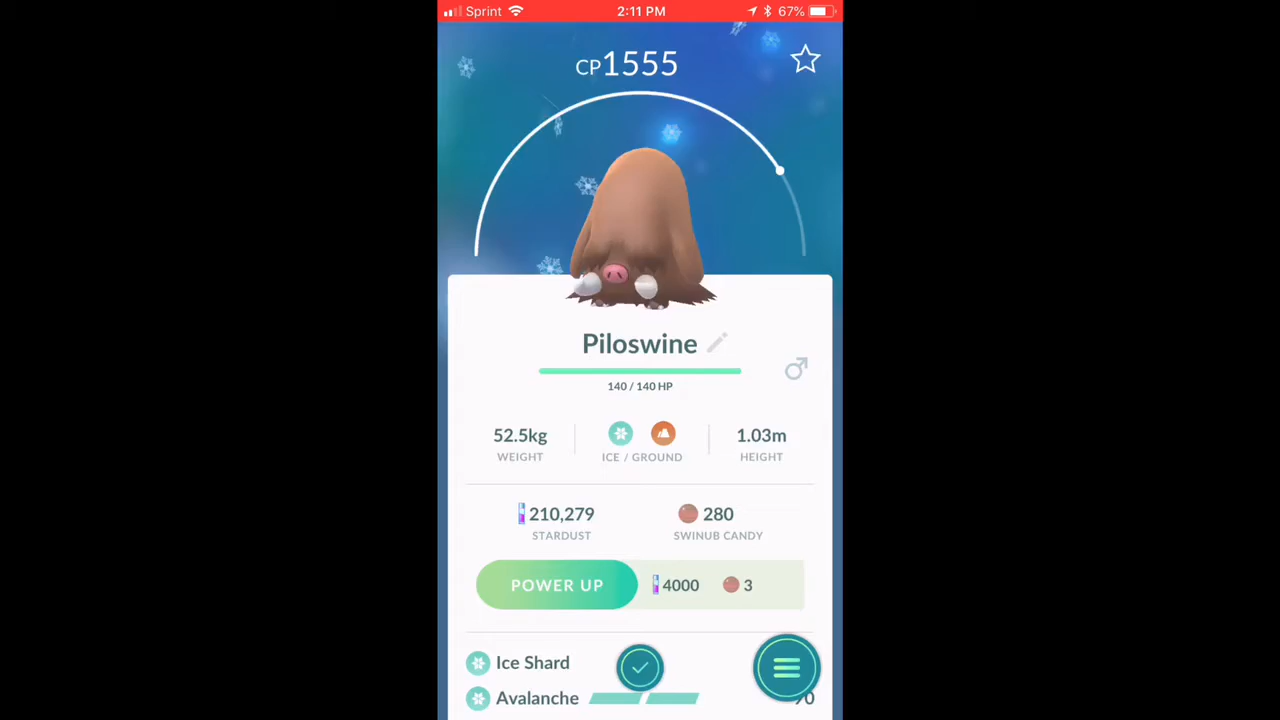 Sprint 2:11 PM 67%
CP1555
Piloswine
140 / 140 HP
52.5kg 1.03m
WEIGHT ICE / GROUND HEIGHT
210,279 280
STARDUST SWINUB CANDY
POWER UP 4000 3
Ice Shard
Avalanche 90